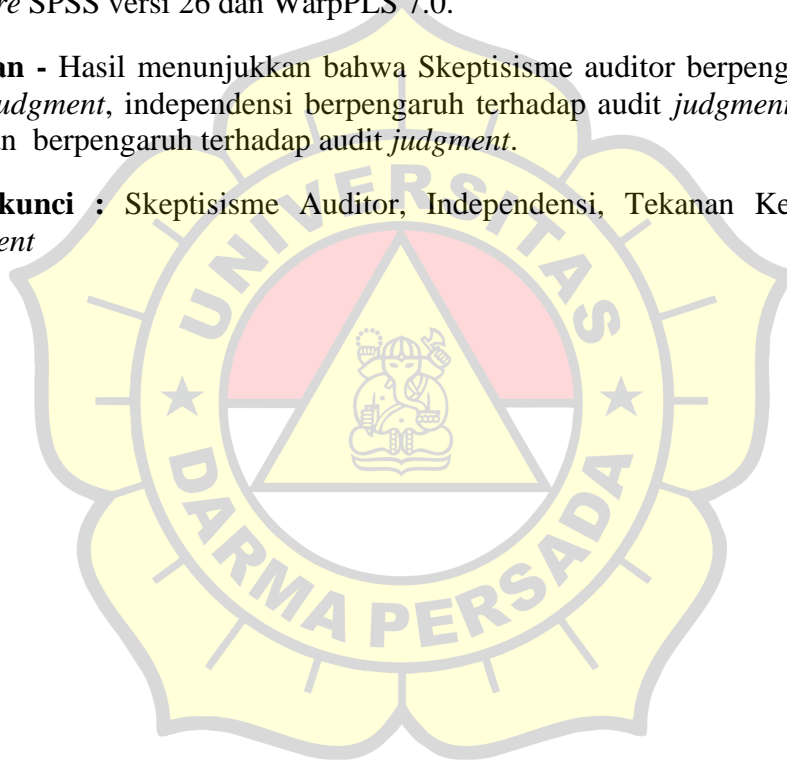 re SPSS versi 26 dan WarpPLS 7.0.
an - Hasil menunjukkan bahwa Skeptisisme auditor berpeng
udgment, independensi berpengaruh terhadap audit judgment
an berpengaruh terhadap audit judgment.
kunci : Skeptisisme Auditor, Independensi, Tekanan Ke
ent
UNIVERSITAS
DARMA PERSADA